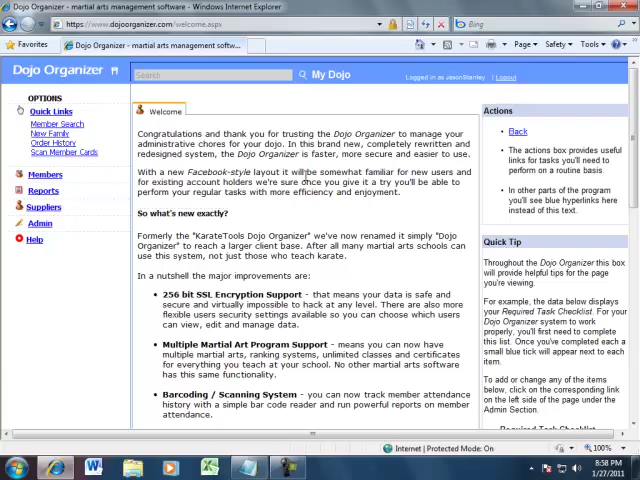 Dojo Organizer - martial arts management software - Windows Internet Explorer
https://www.dojoorganizer.com/welcome.aspx
Bing
Favorites
Dojo Organizer - martial arts management softw...
Page
Safety
Tools
Dojo Organizer
Search
My Dojo
Logged in as JasonStanley
Logout
OPTIONS
Quick Links
Member Search
New Family
Order History
Scan Member Cards
Members
Reports
Suppliers
Admin
Help
Welcome
Congratulations and thank you for trusting the Dojo Organizer to manage your
administrative chores for your dojo. In this brand new, completely rewritten and
redesigned system, the Dojo Organizer is faster, more secure and easier to use.
With a new Facebook-style layout it will be somewhat familiar for new users and
for existing account holders we're sure once you give it a try you'll be able to
perform your regular tasks with more efficiency and enjoyment.
So what's new exactly?
Formerly the "KarateTools Dojo Organizer" we've now renamed it simply "Dojo
Organizer" to reach a larger client base. After all many martial arts schools can
use this system, not just those who teach karate.
In a nutshell the major improvements are:
• 256 bit SSL Encryption Support - that means your data is safe and
secure and virtually impossible to hack at any level. There are also more
flexible users security settings available so you can choose which users
can view, edit and manage data.
• Multiple Martial Art Program Support - means you can now have
multiple martial arts, ranking systems, unlimited classes and certificates
for everything you teach at your school. No other martial arts software
has this same functionality.
• Barcoding / Scanning System - you can now track member attendance
history with a simple bar code reader and run powerful reports on member
attendance.
Actions
• Back
• The actions box provides useful
links for tasks you'll need to
perform on a routine basis.
• In other parts of the program
you'll see blue hyperlinks here
instead of this text.
Quick Tip
Throughout the Dojo Organizer this box
will provide helpful tips for the page
you're viewing.
For example, the data below displays
your Required Task Checklist. For your
Dojo Organizer system to work
properly, you'll first need to complete
this list. Once you've completed each a
small blue tick will appear next to each
item.
To add or change any of the items
below, click on the corresponding link
on the left side of the page under the
Admin Section.
Required Tasks Checklist
Internet | Protected Mode: On
100%
8:58 PM
1/27/2011